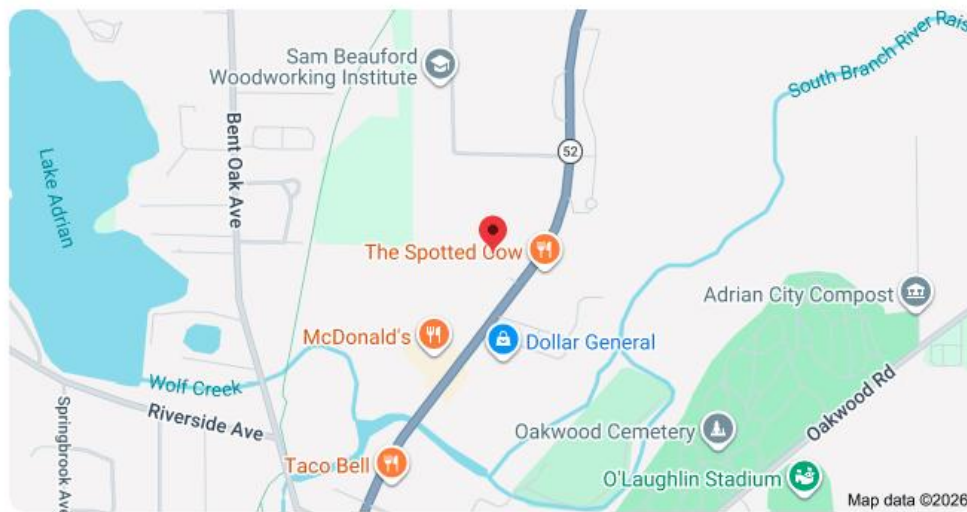 Sam Beauford
Woodworking Institute
South Branch River Rais
Bent Oak Ave
52
Lake Adrian
The Spotted Cow
Adrian City Compost
McDonald's
Dollar General
Wolf Creek
Riverside Ave
Springbrook Ave
Oakwood Rd
Oakwood Cemetery
Taco Bell
O'Laughlin Stadium
Map data ©2026